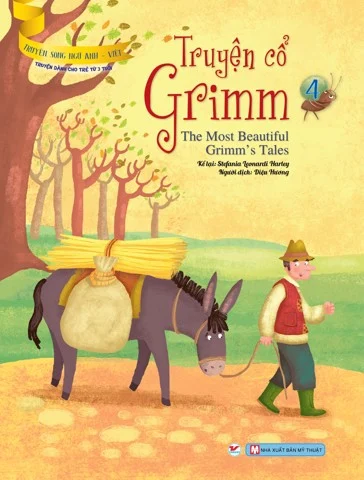 TRUYỆN SONG NGỮ ANH - VIỆT
TRUYỆN DÀNH CHO TRẺ TỪ 3 TUỔI
Truyện cổ
Grimm
4
The Most Beautiful
Grimm's Tales
Kể lại: Stefania Leonardi Hartley
Người dịch: Diệu Hương
NHÀ XUẤT BẢN MỸ THUẬT